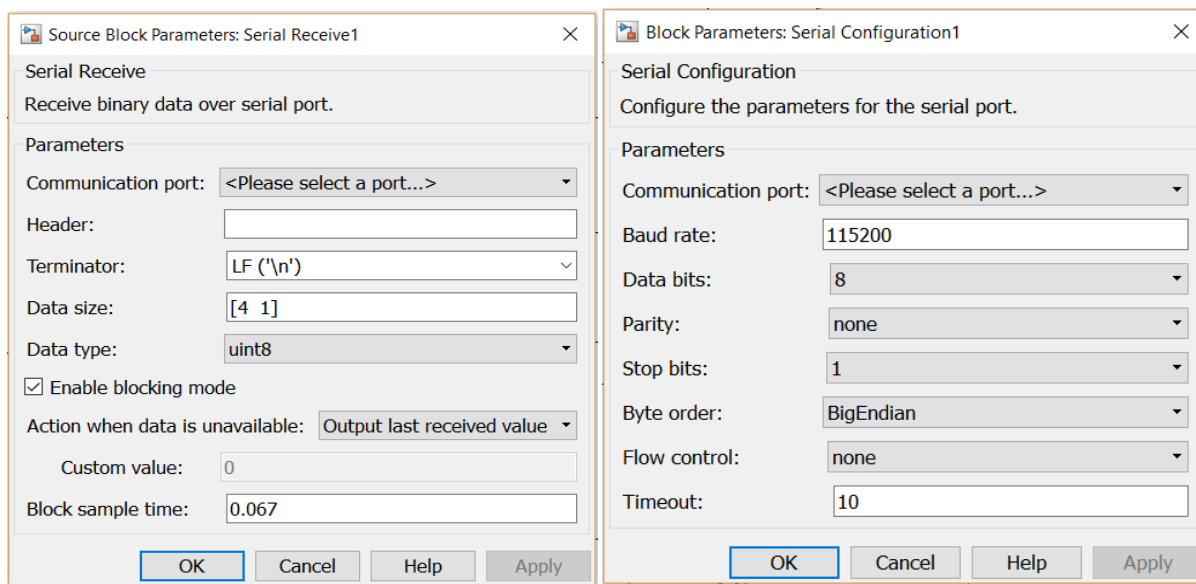 Source Block Parameters: Serial Receive1
Serial Receive
Receive binary data over serial port.
Parameters
Communication port: <Please select a port...>
Header:
Terminator: LF ('\n')
Data size: [4 1]
Data type: uint8
Enable blocking mode
Action when data is unavailable: Output last received value
Custom value: 0
Block sample time: 0.067
OK Cancel Help Apply
Block Parameters: Serial Configuration1
Serial Configuration
Configure the parameters for the serial port.
Parameters
Communication port: <Please select a port...>
Baud rate: 115200
Data bits: 8
Parity: none
Stop bits: 1
Byte order: BigEndian
Flow control: none
Timeout: 10
OK Cancel Help Apply